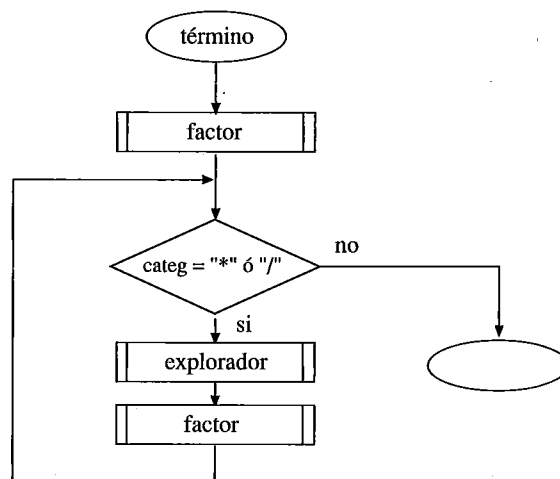 término
factor
categ = "*" ó "/"
no
si
explorador
factor